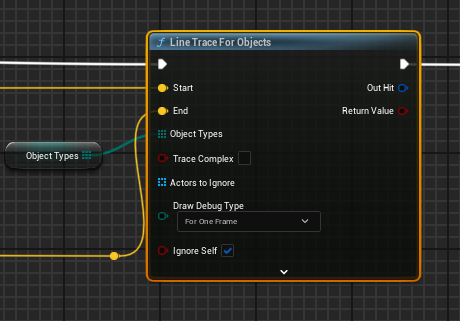 f Line Trace For Objects
Start
Out Hit
End
Return Value
Object Types
Object Types
Trace Complex
Actors to Ignore
Draw Debug Type
For One Frame
Ignore Self